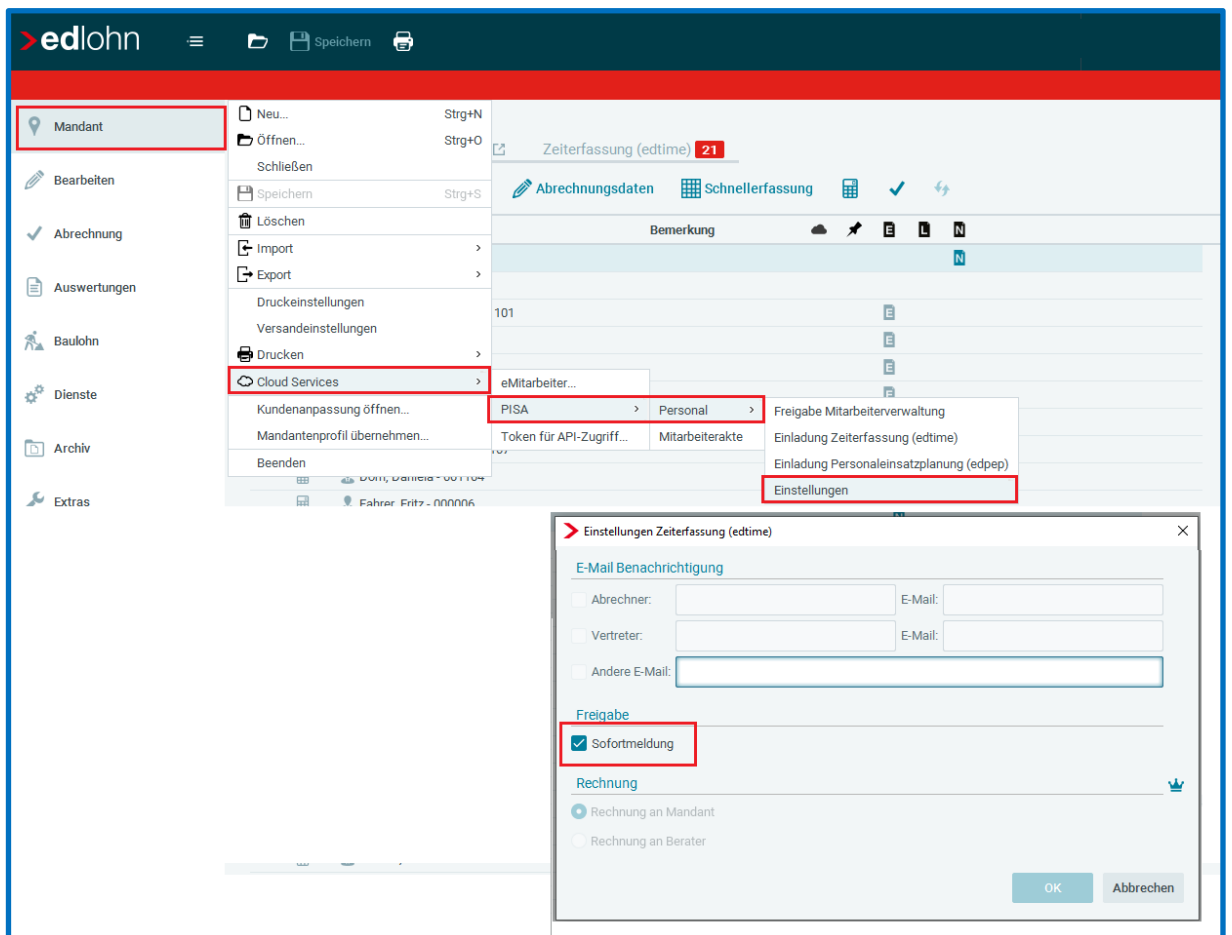 edlohn
Speichern
Mandant
Bearbeiten
Abrechnung
Auswertungen
Baulohn
Dienste
Archiv
Extras
Neu... Strg+N
Öffnen... Strg+O
Schließen
Speichern Strg+S
Löschen
Import
Export
Druckeinstellungen
Versandeinstellungen
Drucken
Cloud Services
Kundenanpassung öffnen...
Mandantenprofil übernehmen...
Beenden
eMitarbeiter...
PISA
Token für API-Zugriff...
Personal
Mitarbeiterakte
Freigabe Mitarbeiterverwaltung
Einladung Zeiterfassung (edtime)
Einladung Personaleinsatzplanung (edpep)
Einstellungen
Zeiterfassung (edtime) 21
Abrechnungsdaten Schnellerfassung
Bemerkung E L N
N
101 E
E
E
E
Dom, Daniela - 001104
Fahrer, Fritz - 000006
Einstellungen Zeiterfassung (edtime)
E-Mail Benachrichtigung
Abrechner: E-Mail:
Vertreter: E-Mail:
Andere E-Mail:
Freigabe
Sofortmeldung
Rechnung
Rechnung an Mandant
Rechnung an Berater
OK Abbrechen